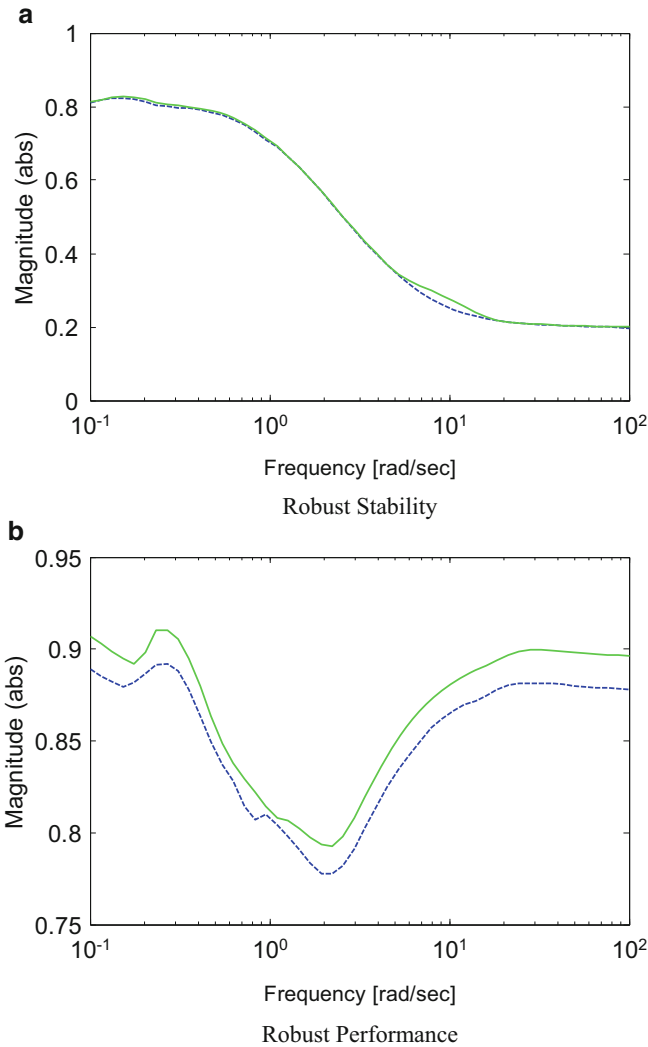 a
1
0.8
0.6
0.4
0.2
0
Magnitude (abs)
10⁻¹ 10⁰ 10¹ 10²
Frequency [rad/sec]
Robust Stability
b
0.95
0.9
0.85
0.8
0.75
Magnitude (abs)
10⁻¹ 10⁰ 10¹ 10²
Frequency [rad/sec]
Robust Performance